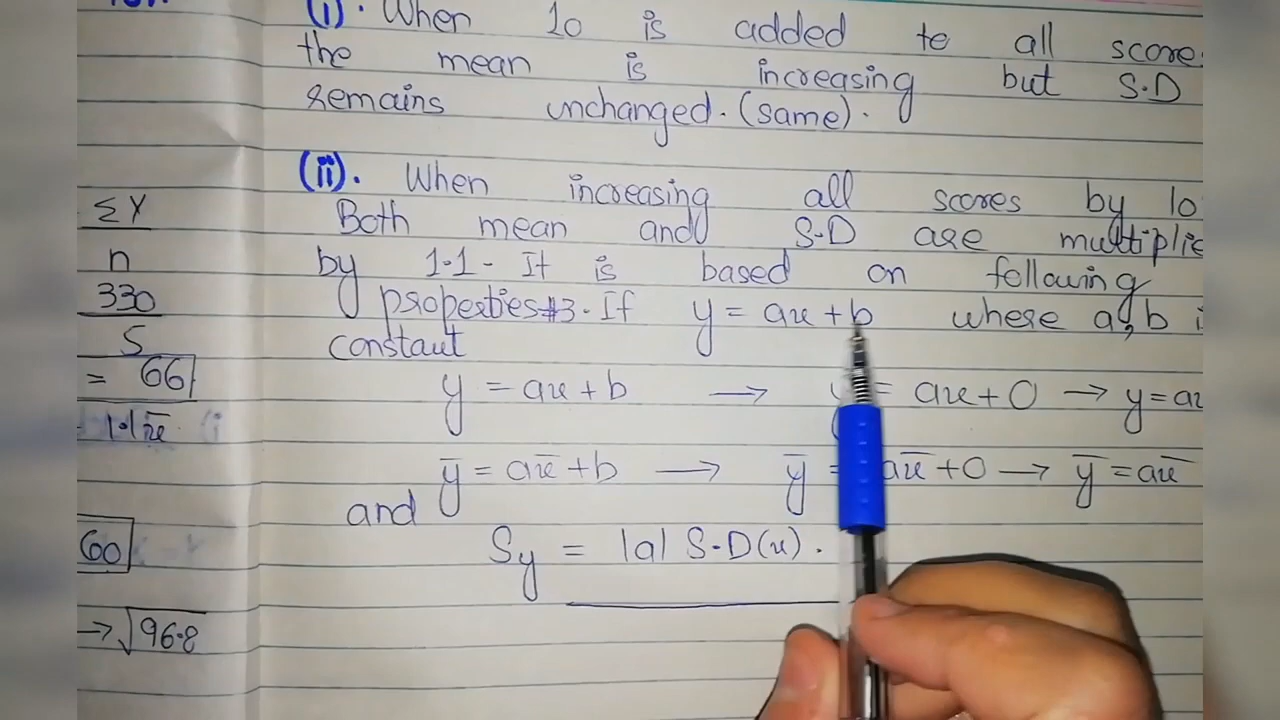 (i). When 10 is added to all score
the mean is increasing but S.D
remains unchanged. (same).
(ii). When increasing all scores by 10
Both mean and S.D are multiplie
by 1.1. It is based on following
properties#3. If y = ax + b where a,b i
constant
y = ax + b → = ax + 0 → y = ax
ȳ = ax̄ + b → ȳ = ax̄ + 0 → ȳ = ax̄
and
Sy = |a| S.D(x).
ΣY
n
330
5
= 66
1.1x̄
60
→ √96.8